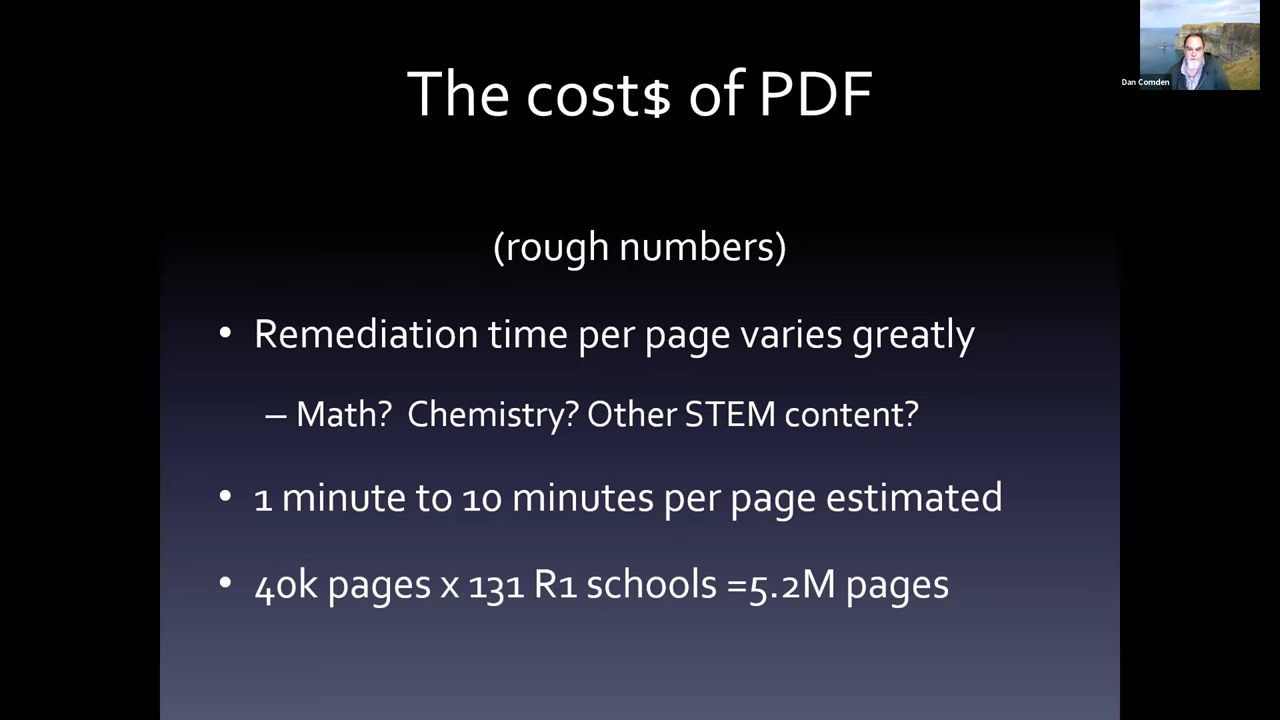 The cost$ of PDF
Dan Comden
(rough numbers)
• Remediation time per page varies greatly
– Math?  Chemistry? Other STEM content?
• 1 minute to 10 minutes per page estimated
• 40k pages x 131 R1 schools =5.2M pages